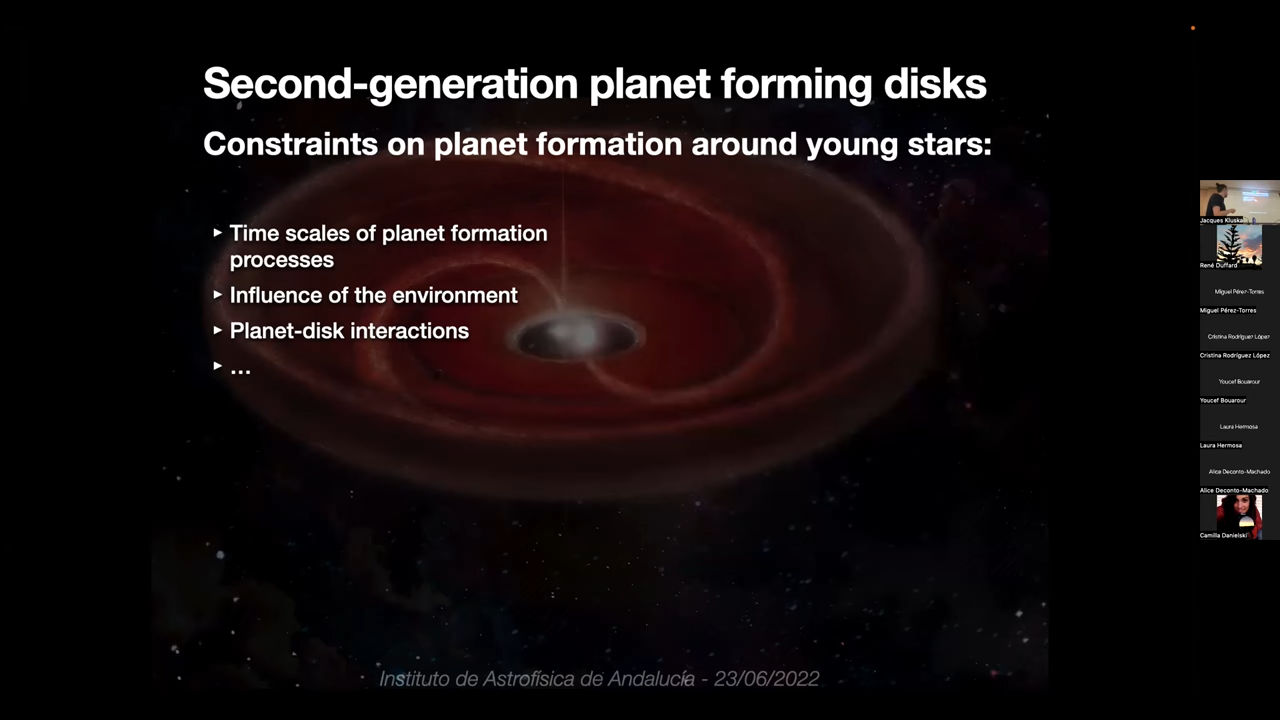 Second-generation planet forming disks
Constraints on planet formation around young stars:
▸ Time scales of planet formation
processes
▸ Influence of the environment
▸ Planet-disk interactions
▸ ...
Instituto de Astrofísica de Andalucía - 23/06/2022
Jacques Kluska
René Duffard
Miguel Pérez-Torres
Miguel Pérez-Torres
Cristina Rodríguez López
Cristina Rodríguez López
Youcef Bouarour
Youcef Bouarour
Laura Hermosa
Laura Hermosa
Alice Deconto-Machado
Alice Deconto-Machado
Camilla Danielski